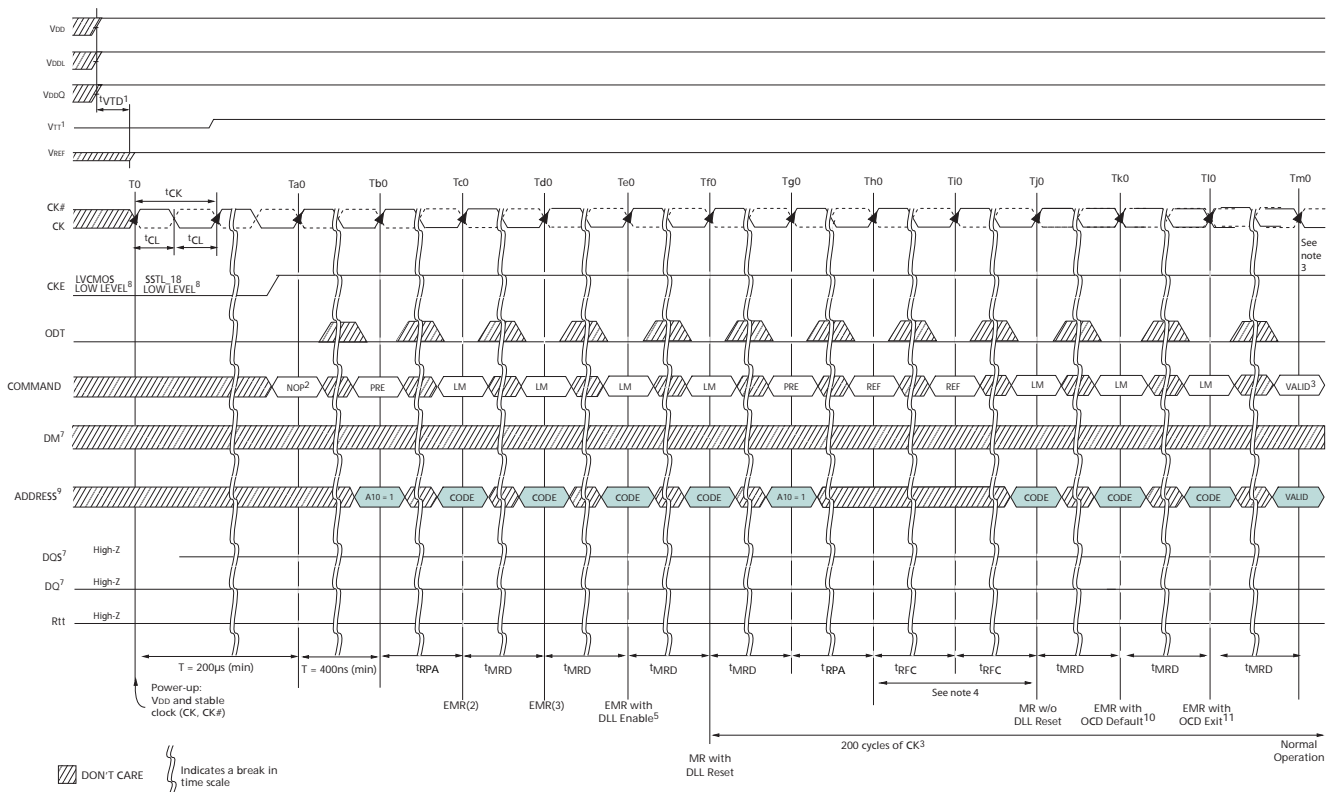 VDD
VDDL
VDDQ
tVTD1
VTT1
VREF
T0 Ta0 Tb0 Tc0 Td0 Te0 Tf0 Tg0 Th0 Ti0 Tj0 Tk0 Tl0 Tm0
tCK
CK#
CK
tCL tCL
See
note
3
CKE
LVCMOS
LOW LEVEL8
SSTL_18
LOW LEVEL8
ODT
COMMAND NOP2 PRE LM LM LM LM PRE REF REF LM LM LM VALID3
DM7
ADDRESS9 A10 = 1 CODE CODE CODE CODE A10 = 1 CODE CODE CODE VALID
DQS7 High-Z
DQ7 High-Z
Rtt High-Z
T = 200µs (min) T = 400ns (min) tRPA tMRD tMRD tMRD tMRD tRPA tRFC tRFC tMRD tMRD tMRD
See note 4
Power-up:
VDD and stable
clock (CK, CK#)
EMR(2)
EMR(3)
EMR with
DLL Enable5
MR w/o
DLL Reset
EMR with
OCD Default10
EMR with
OCD Exit11
200 cycles of CK3
MR with
DLL Reset
Normal
Operation
DON'T CARE
Indicates a break in
time scale